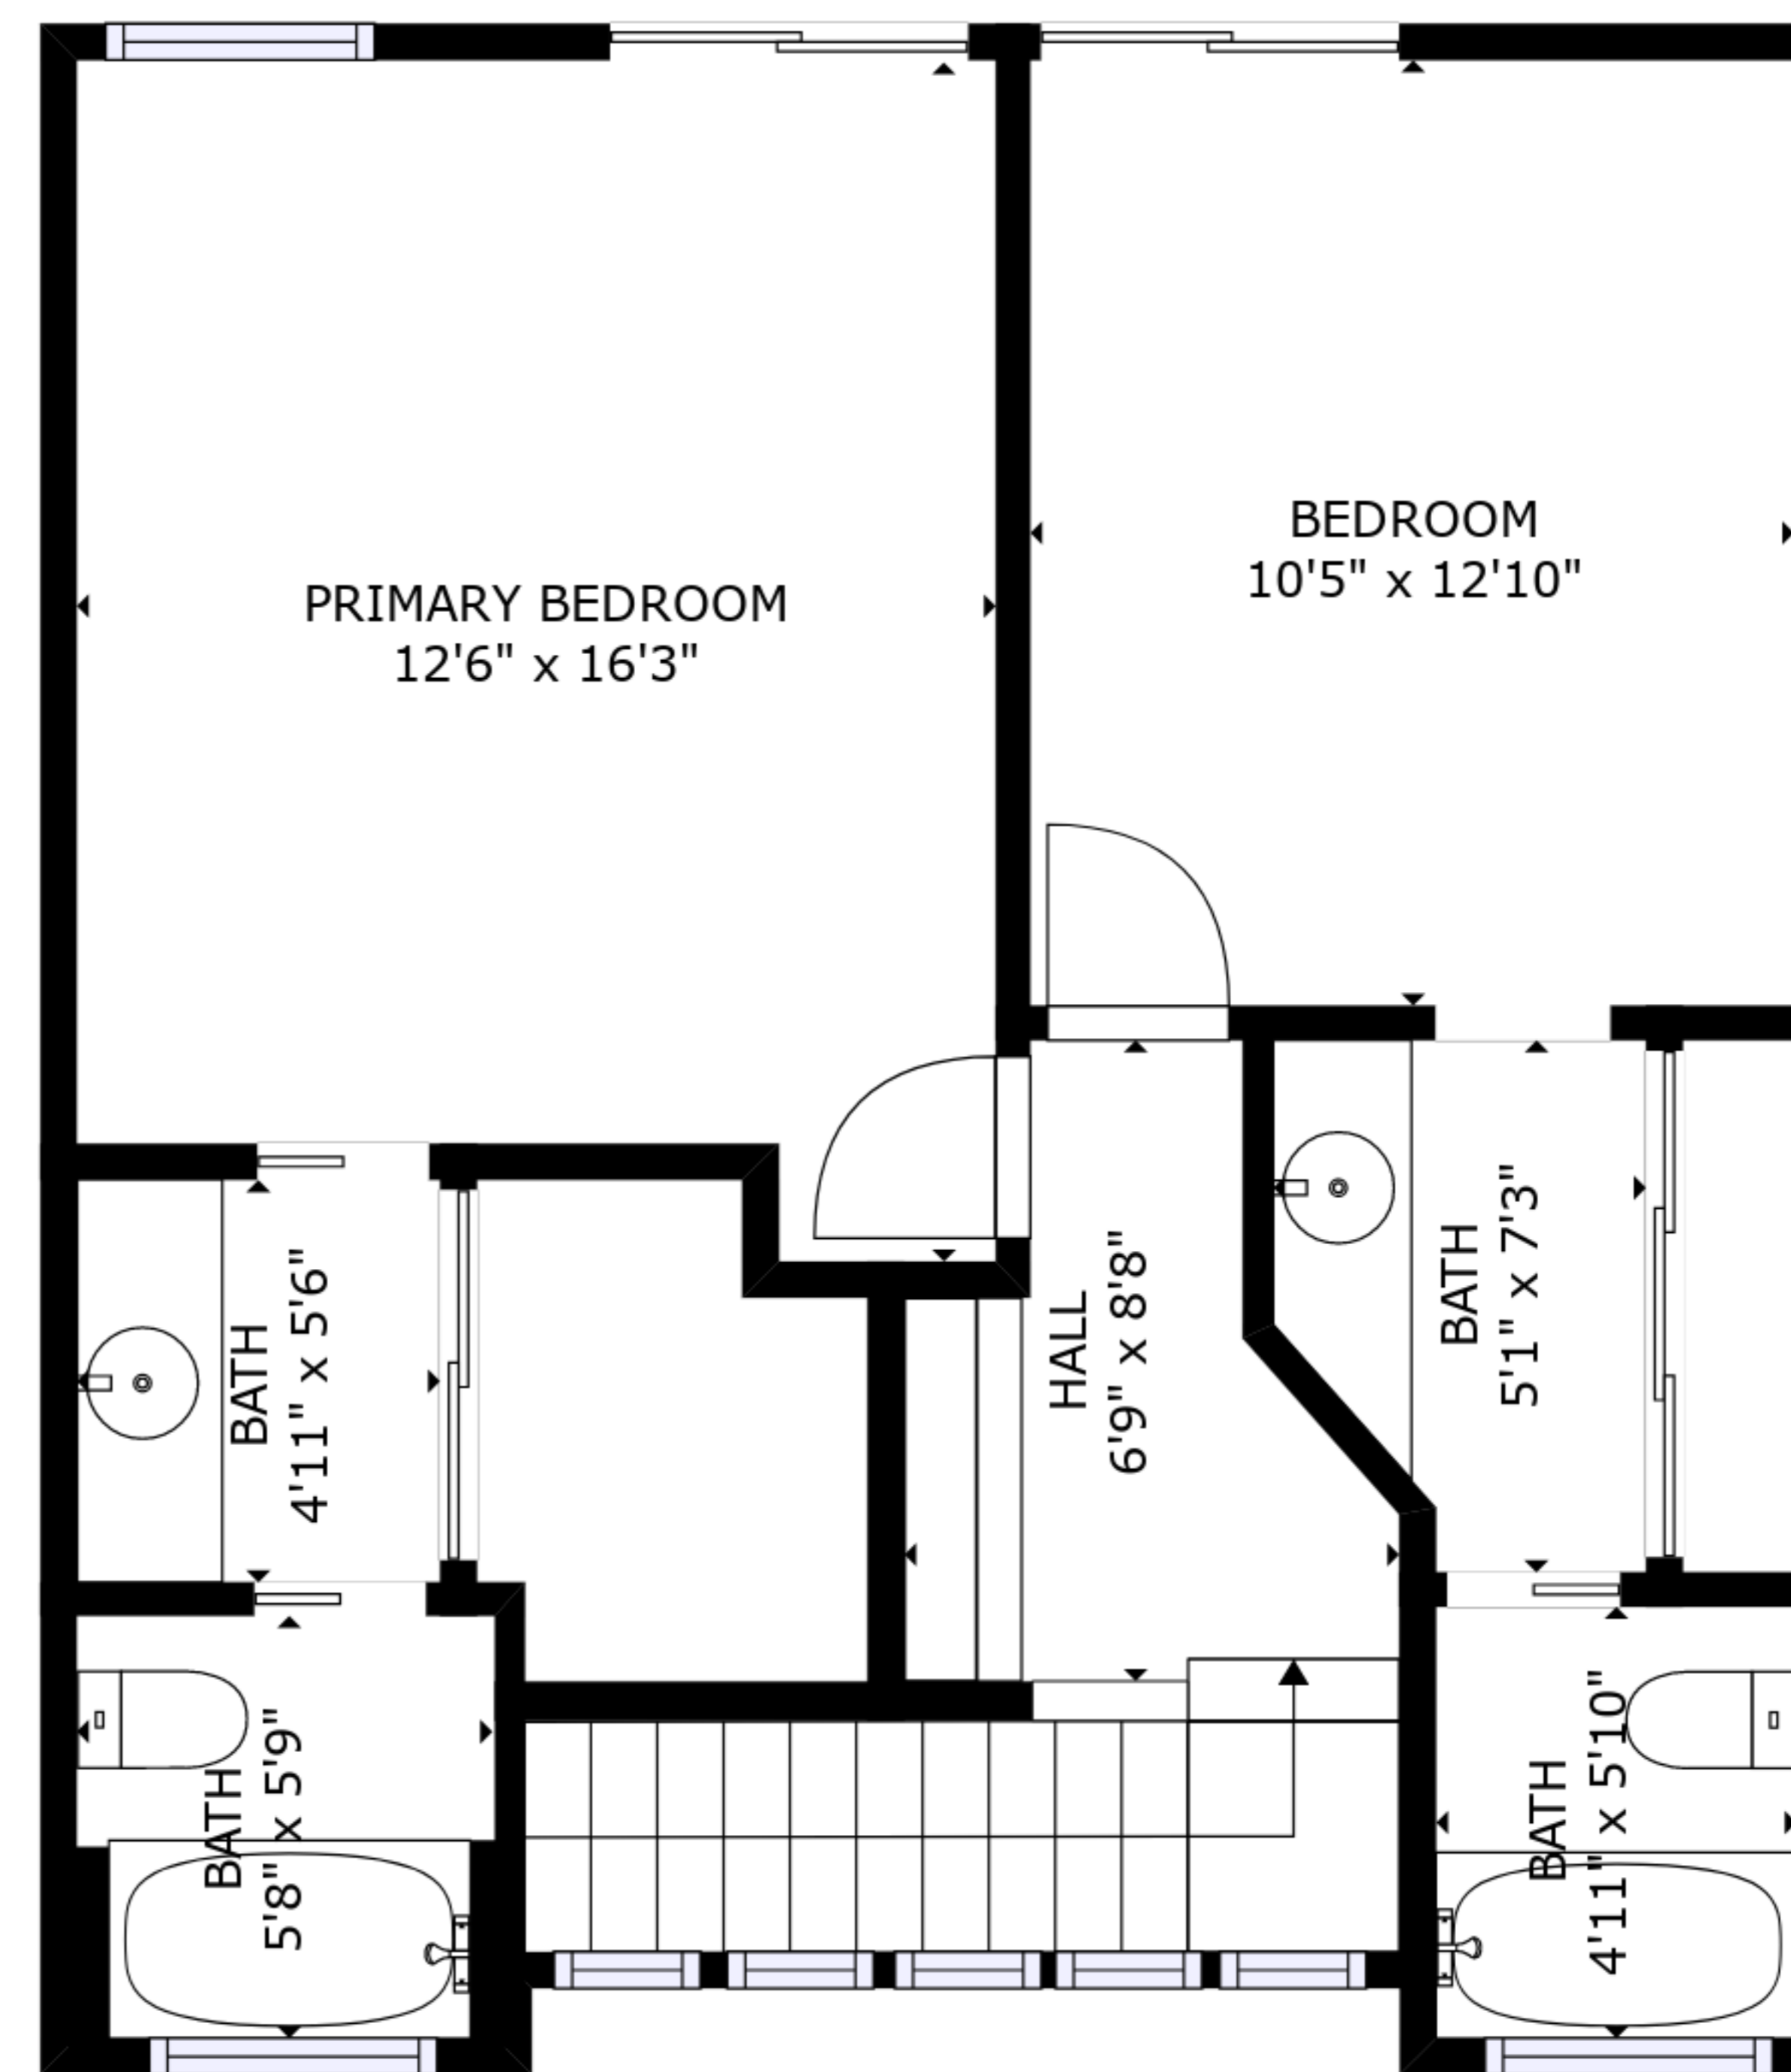 PRIMARY BEDROOM
12'6" x 16'3"
BEDROOM
10'5" x 12'10"
BATH
4'11" x 5'6"
HALL
6'9" x 8'8"
BATH
5'1" x 7'3"
BATH
5'8" x 5'9"
BATH
4'11" x 5'10"